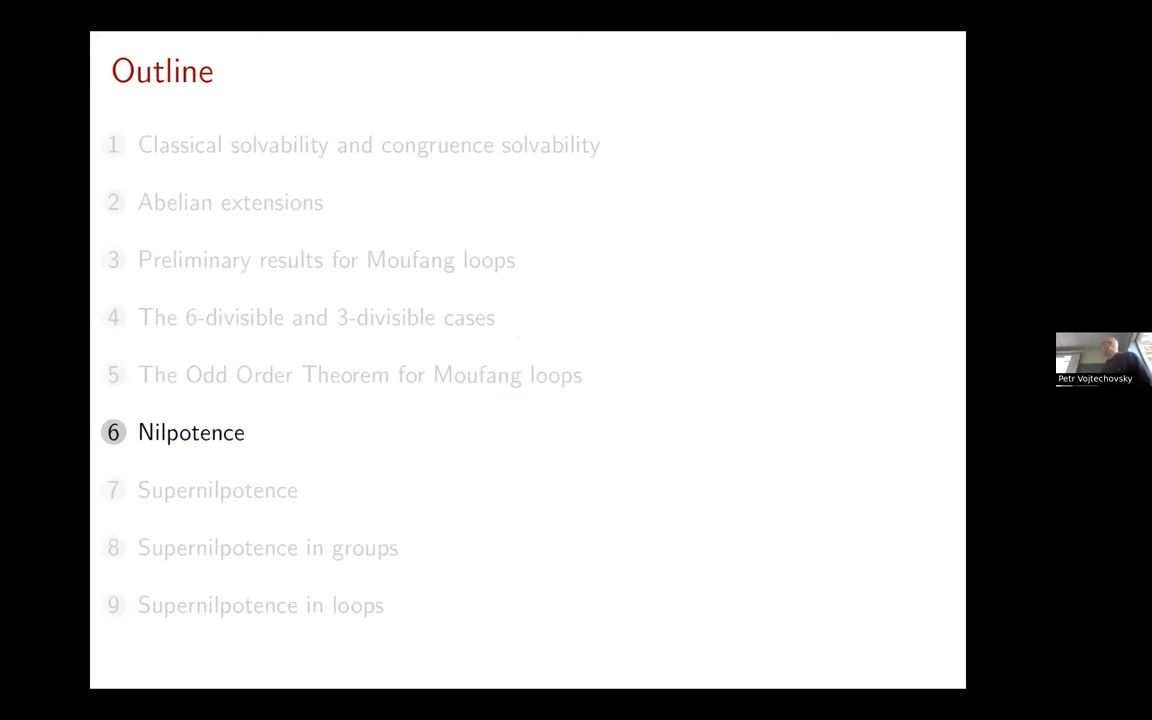 Outline
1 Classical solvability and congruence solvability
2 Abelian extensions
3 Preliminary results for Moufang loops
4 The 6-divisible and 3-divisible cases
5 The Odd Order Theorem for Moufang loops
6 Nilpotence
7 Supernilpotence
8 Supernilpotence in groups
9 Supernilpotence in loops
Petr Vojtechovsky